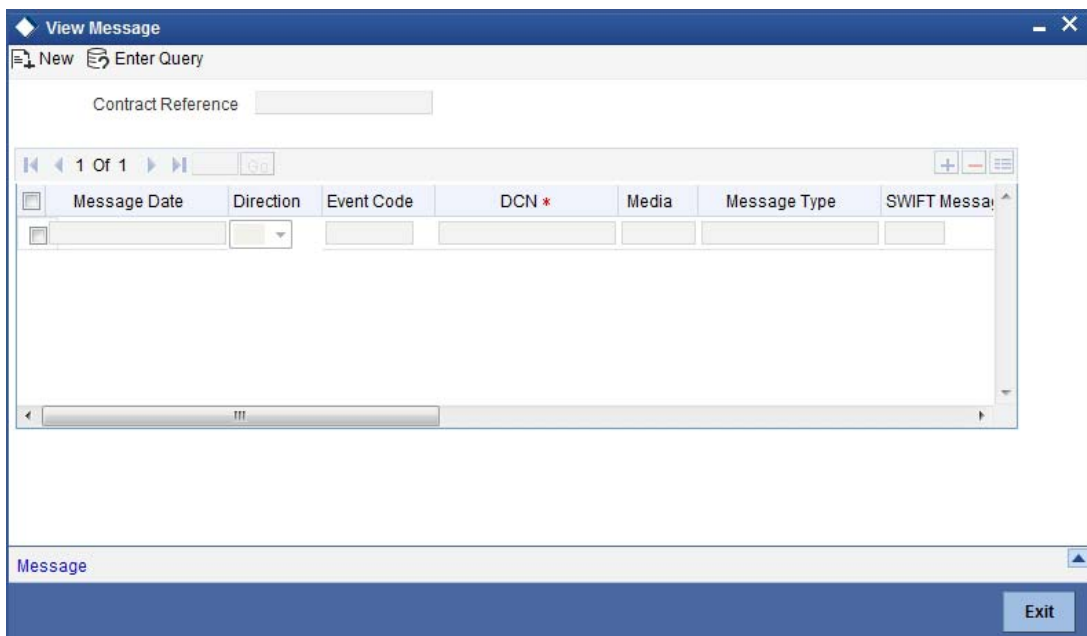 View Message
New Enter Query
Contract Reference
1 Of 1 Go
Message Date Direction Event Code DCN * Media Message Type SWIFT Messa
Message
Exit